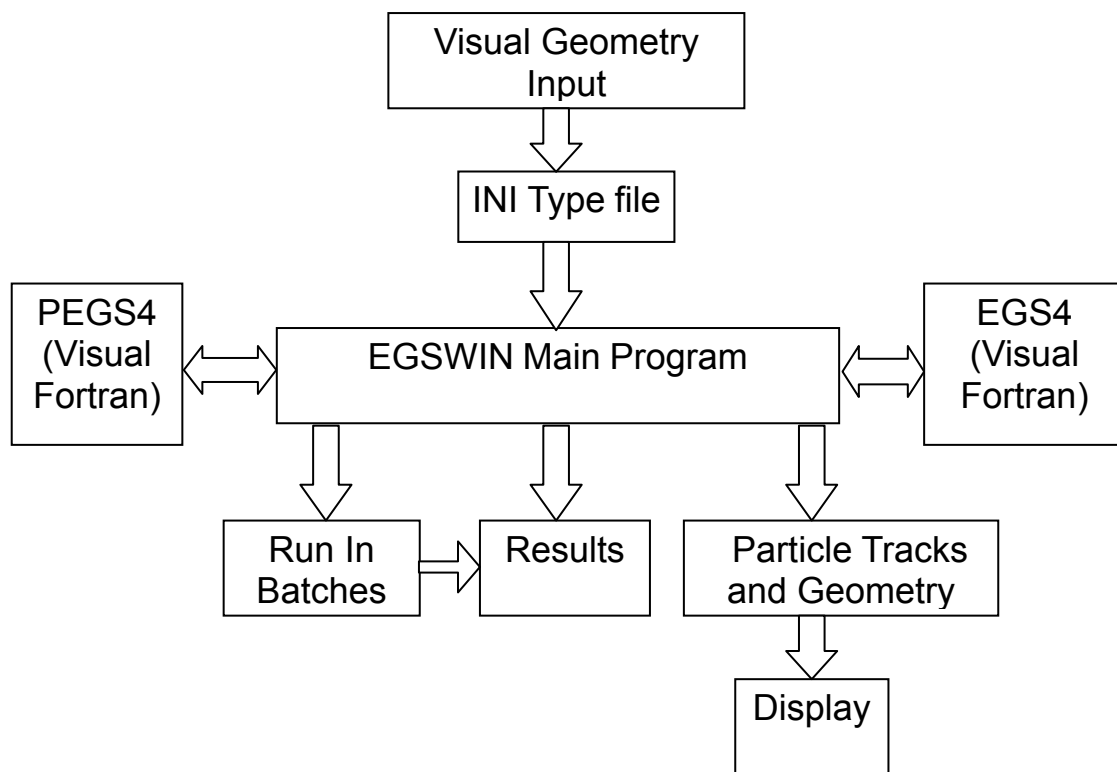 Visual Geometry
Input
INI Type file
PEGS4
(Visual
Fortran)
EGSWIN Main Program
EGS4
(Visual
Fortran)
Run In
Batches
Results
Particle Tracks
and Geometry
Display